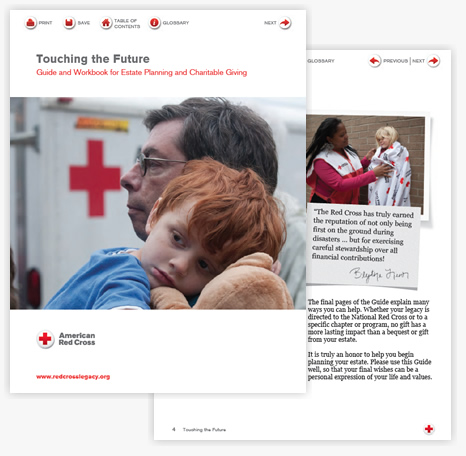 PRINT SAVE TABLE OF CONTENTS GLOSSARY NEXT
Touching the Future
Guide and Workbook for Estate Planning and Charitable Giving
American
Red Cross
www.redcrosslegacy.org
GLOSSARY PREVIOUS | NEXT
"The Red Cross has truly earned
the reputation of not only being
first on the ground during
disasters ... but for exercising
careful stewardship over all
financial contributions!
The final pages of the Guide explain many
ways you can help. Whether your legacy is
directed to the National Red Cross or to a
specific chapter or program, no gift has a
more lasting impact than a bequest or gift
from your estate.
It is truly an honor to help you begin
planning your estate. Please use this Guide
well, so that your final wishes can be a
personal expression of your life and values.
4 Touching the Future